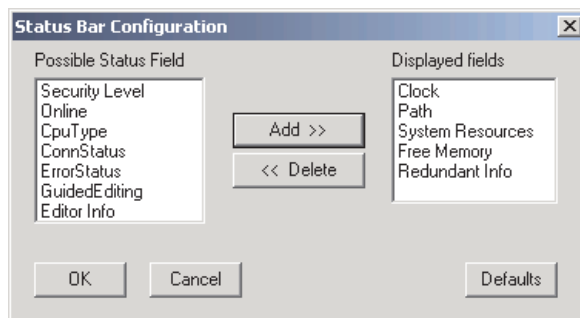 Status Bar Configuration
Possible Status Field
Displayed fields
Security Level
Online
CpuType
ConnStatus
ErrorStatus
GuidedEditing
Editor Info
Add >>
<< Delete
Clock
Path
System Resources
Free Memory
Redundant Info
OK
Cancel
Defaults